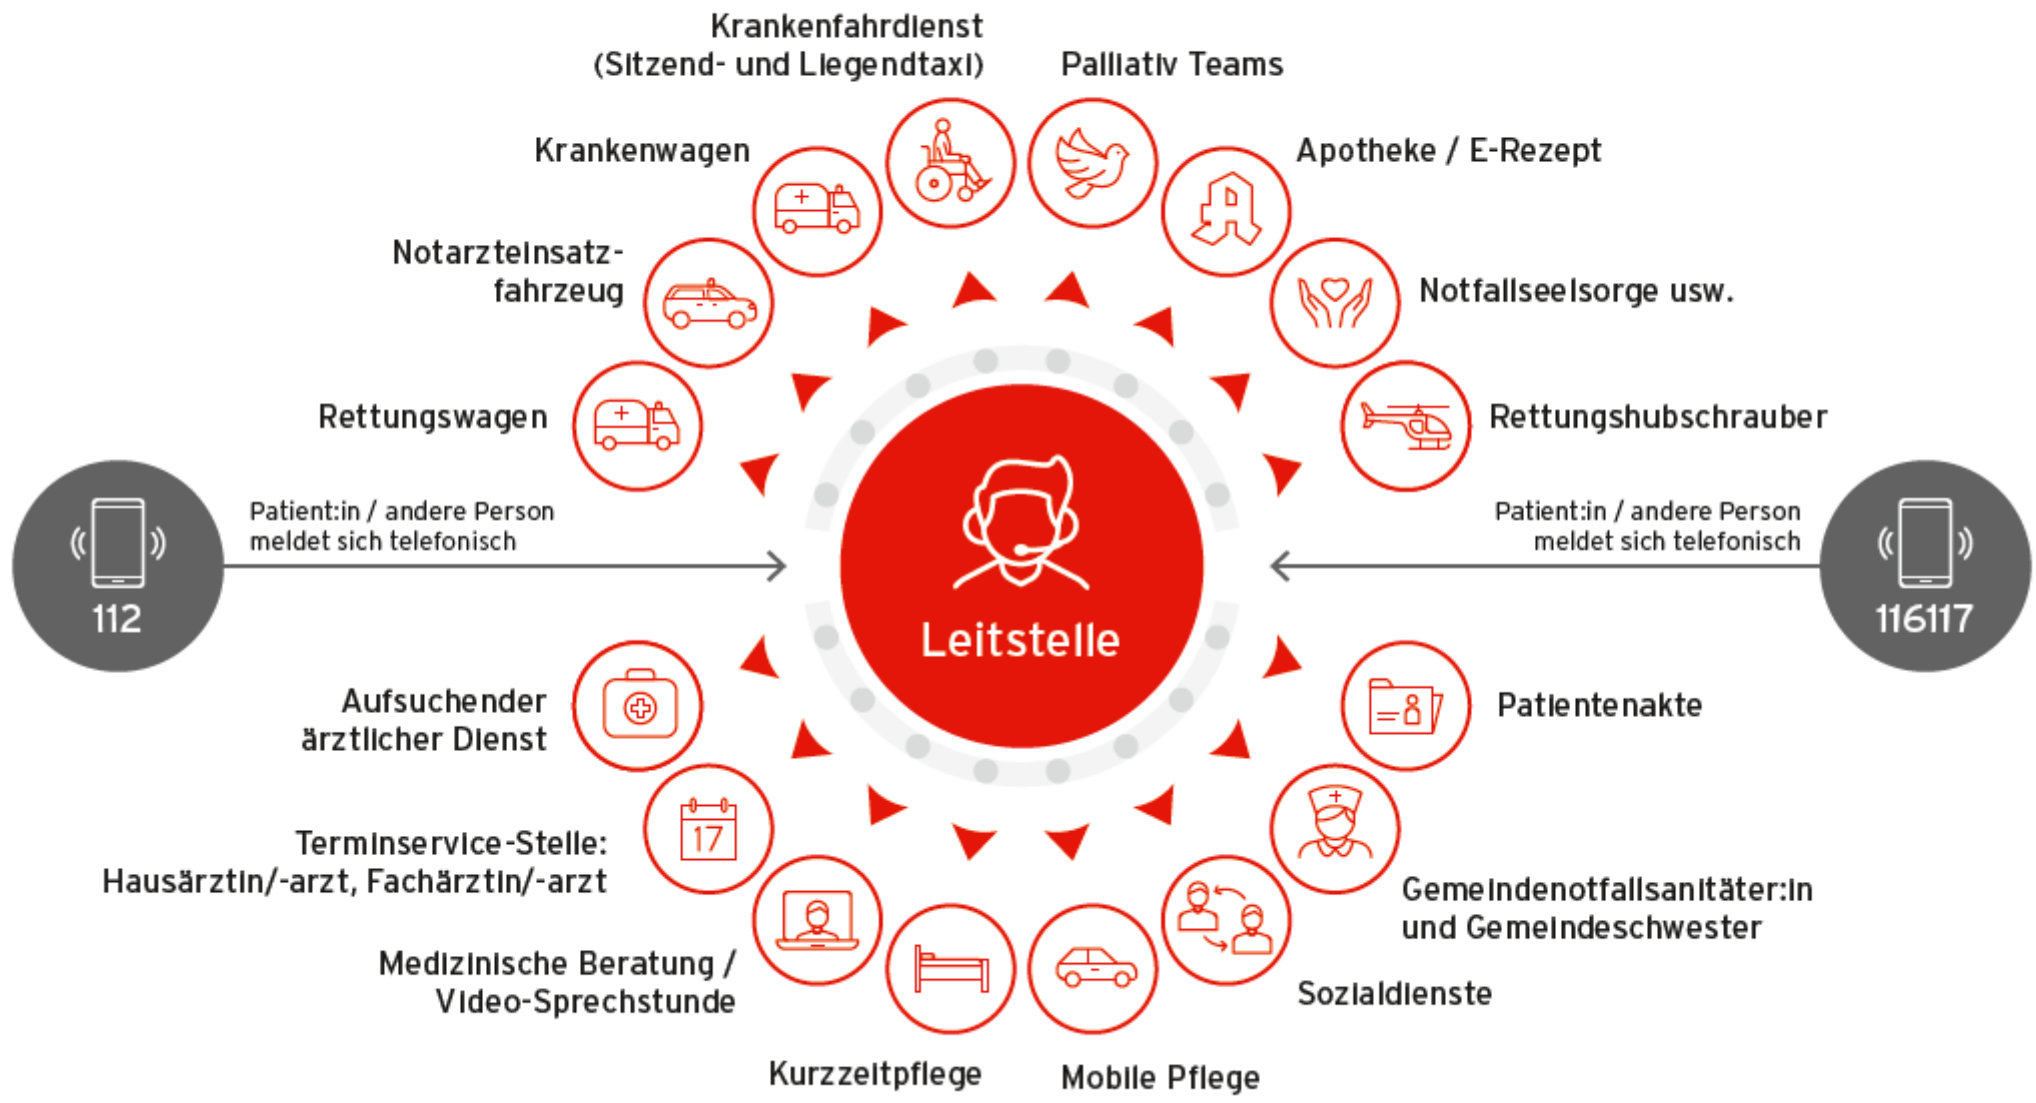 Krankenfahrdienst
(Sitzend- und Liegendtaxi)
Palliativ Teams
Krankenwagen
Apotheke / E-Rezept
Notarzteinsatz-
fahrzeug
Notfallseelsorge usw.
Rettungswagen
Rettungshubschrauber
Patient:in / andere Person
meldet sich telefonisch
Patient:in / andere Person
meldet sich telefonisch
112
Leitstelle
116117
Aufsuchender
ärztlicher Dienst
Patientenakte
17
Terminservice-Stelle:
Hausärztin/-arzt, Fachärztin/-arzt
Gemeindenotfallsanitäter:in
und Gemeindeschwester
Medizinische Beratung /
Video-Sprechstunde
Sozialdienste
Kurzzeitpflege
Mobile Pflege